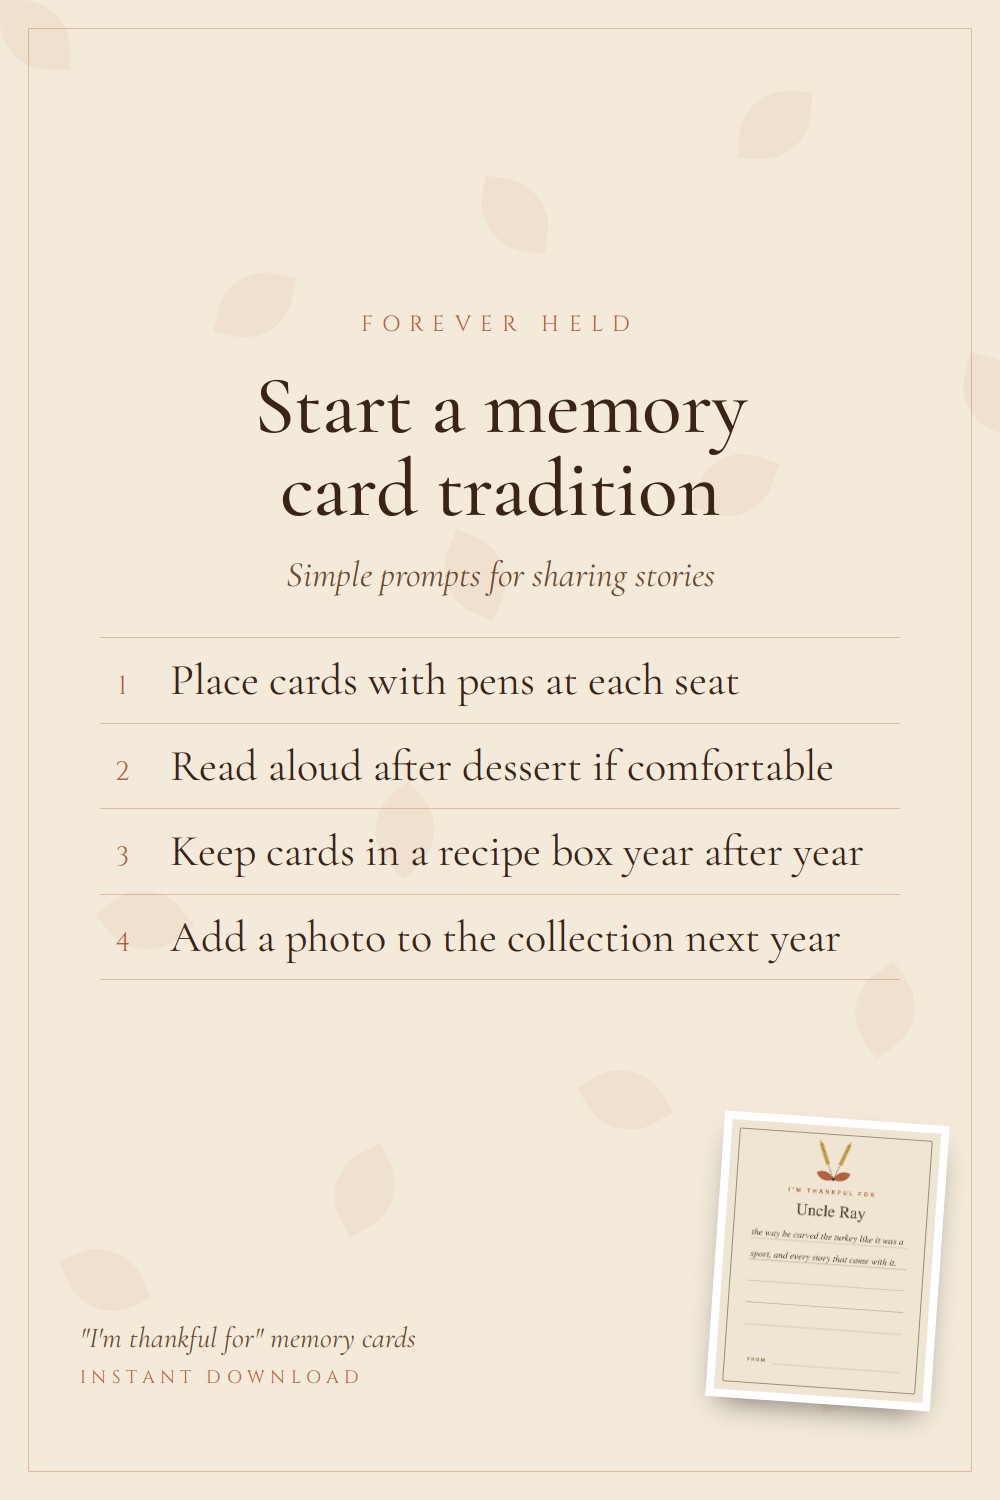 FOREVER HELD
Start a memory
card tradition
Simple prompts for sharing stories
1 Place cards with pens at each seat
2 Read aloud after dessert if comfortable
3 Keep cards in a recipe box year after year
4 Add a photo to the collection next year
I'M THANKFUL FOR
Uncle Ray
the way he carved the turkey like it was a
sport, and every story that came with it.
FROM
"I'm thankful for" memory cards
INSTANT DOWNLOAD